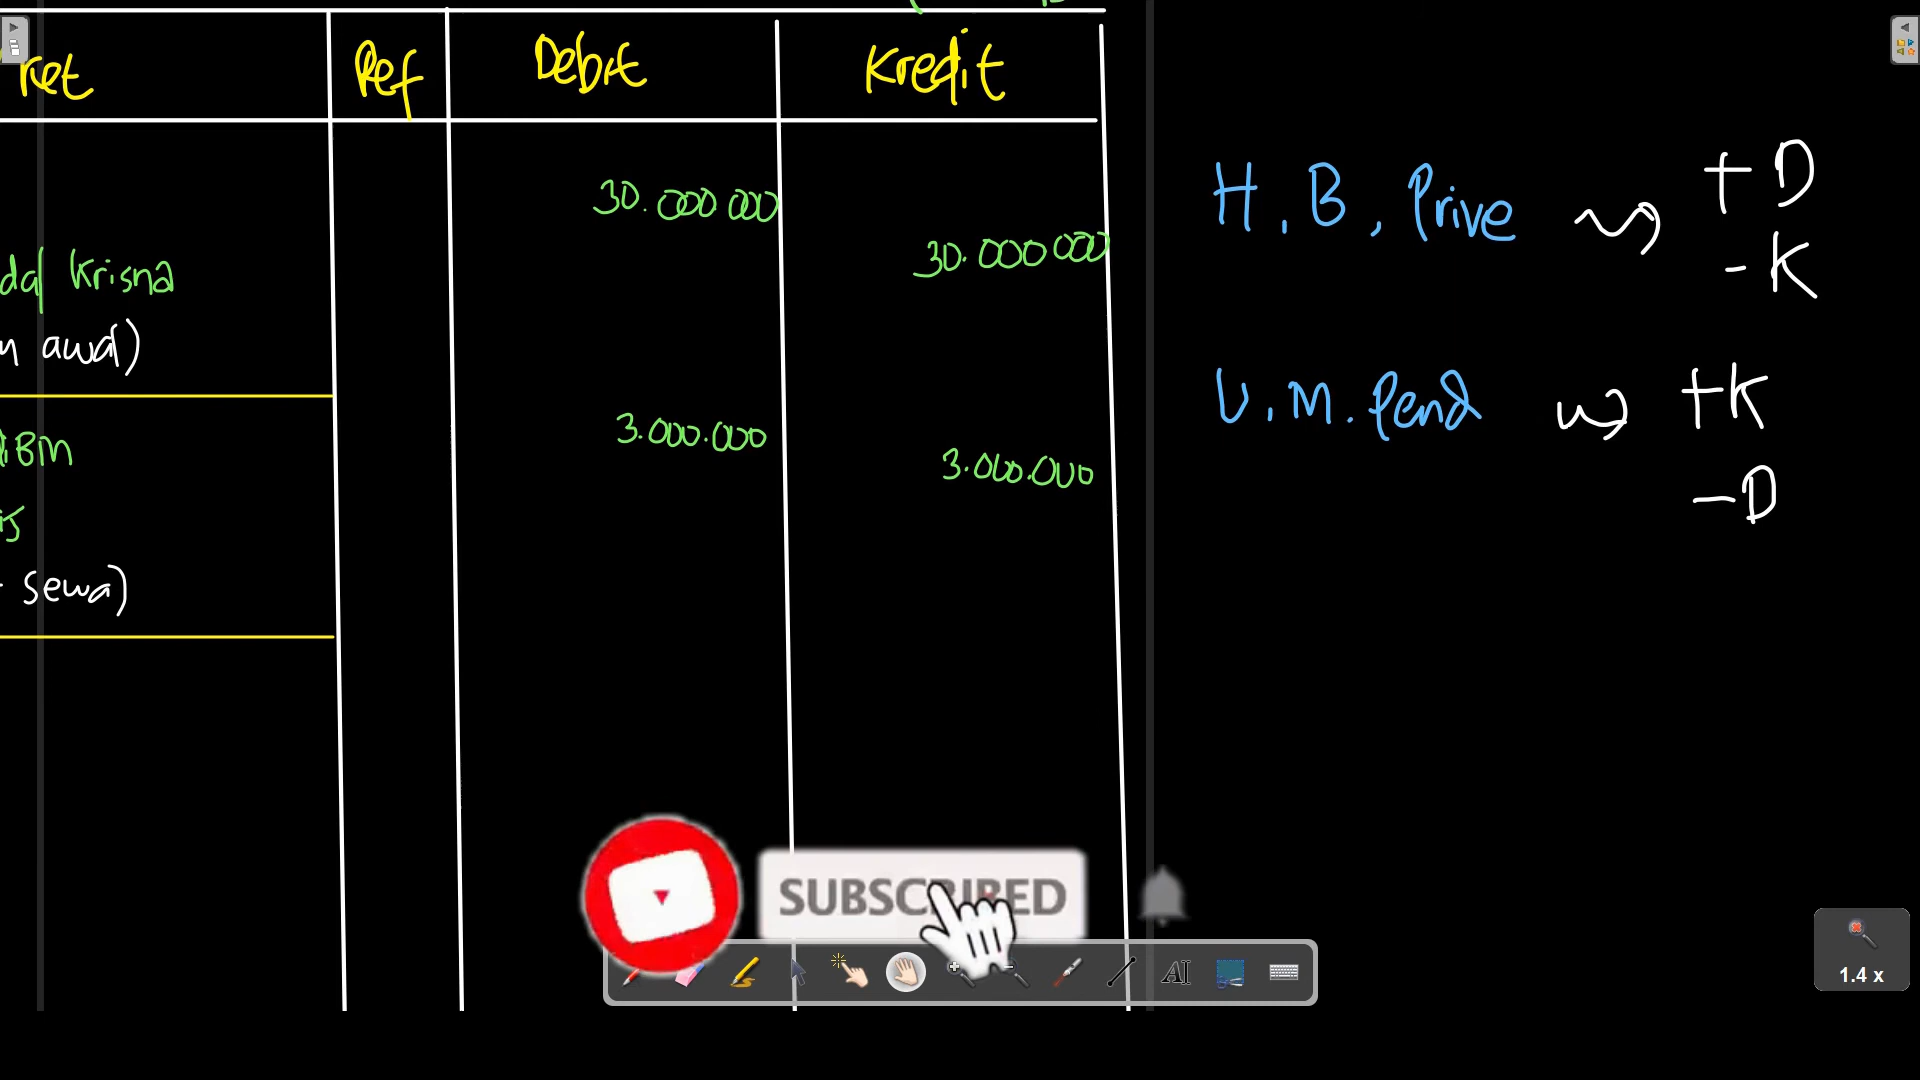 Ket Ref Debit Kredit
30.000.000
30.000.000
Krisna
awal)
3.000.000
3.000.000
sewa)
H, B, Prive + D
- K
U. M. Pend + K
- D
SUBSCRIBED
AI
1.4 x